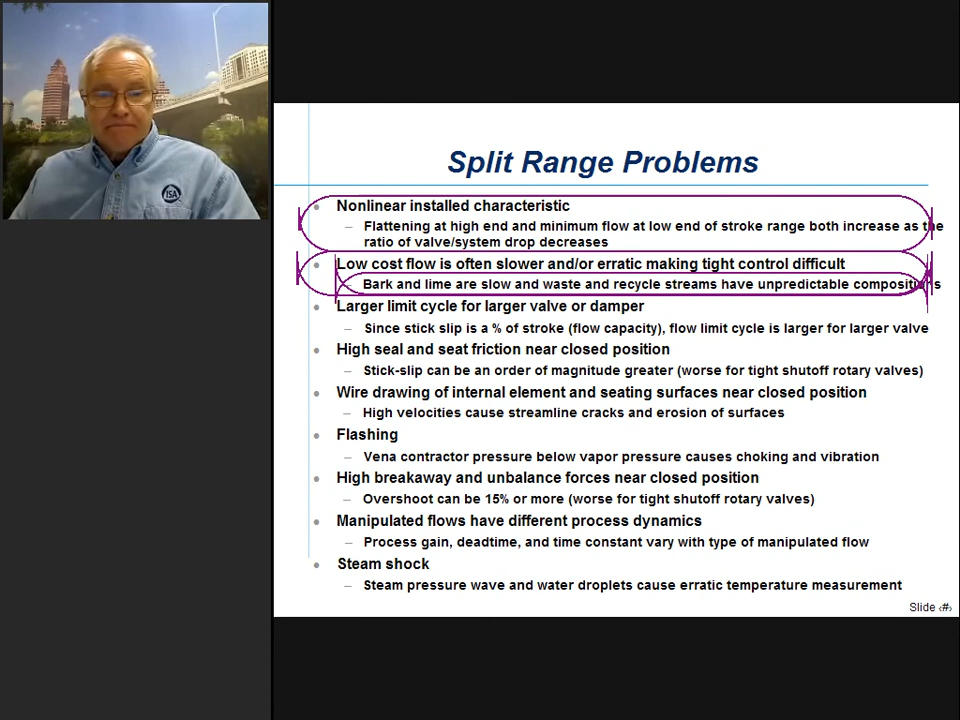 ISA
Split Range Problems
Nonlinear installed characteristic
– Flattening at high end and minimum flow at low end of stroke range both increase as the
ratio of valve/system drop decreases
Low cost flow is often slower and/or erratic making tight control difficult
– Bark and lime are slow and waste and recycle streams have unpredictable compositions
Larger limit cycle for larger valve or damper
– Since stick slip is a % of stroke (flow capacity), flow limit cycle is larger for larger valve
High seal and seat friction near closed position
– Stick-slip can be an order of magnitude greater (worse for tight shutoff rotary valves)
Wire drawing of internal element and seating surfaces near closed position
– High velocities cause streamline cracks and erosion of surfaces
Flashing
– Vena contractor pressure below vapor pressure causes choking and vibration
High breakaway and unbalance forces near closed position
– Overshoot can be 15% or more (worse for tight shutoff rotary valves)
Manipulated flows have different process dynamics
– Process gain, deadtime, and time constant vary with type of manipulated flow
Steam shock
– Steam pressure wave and water droplets cause erratic temperature measurement
Slide ‹#›